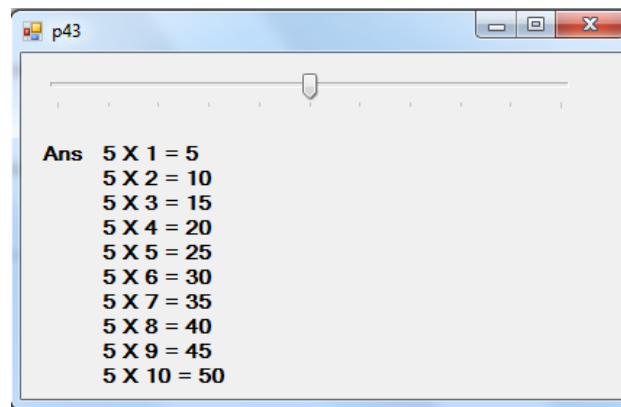 p43
Ans 5 X 1 = 5
5 X 2 = 10
5 X 3 = 15
5 X 4 = 20
5 X 5 = 25
5 X 6 = 30
5 X 7 = 35
5 X 8 = 40
5 X 9 = 45
5 X 10 = 50